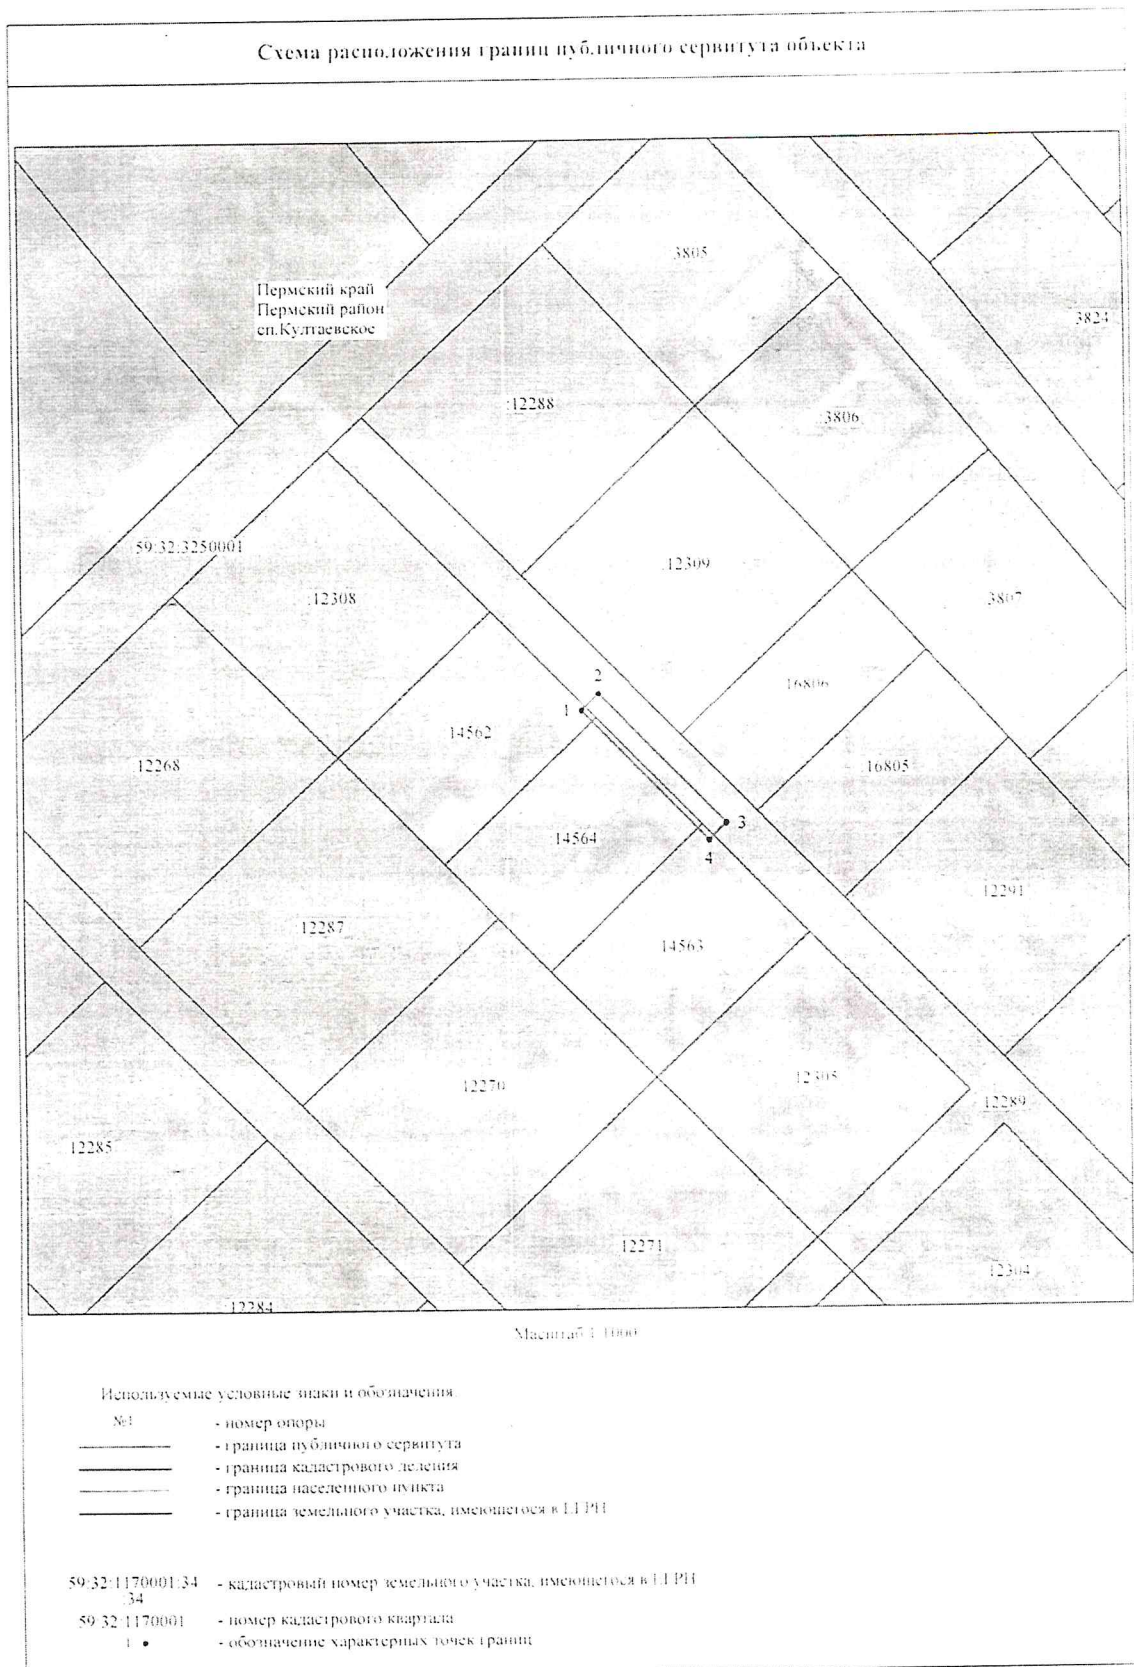 Схема расположения границ публичного сервитута объекта
:3805
Пермский край
Пермский район
сп.Култаевское
:3824
:12288
:3806
59:32:3250001
:12309
:12308
:3807
2
:16806
1
:14562
:12268
:16805
3
:14564
4
:12291
:12287
:14563
:12270
:12305
:12289
:12285
:12271
:12304
:12284
Масштаб 1:1000
Используемые условные знаки и обозначения:
№1 - номер опоры
- граница публичного сервитута
- граница кадастрового деления
- граница населенного пункта
- граница земельного участка, имеющегося в ЕГРН
59:32:1170001:34 - кадастровый номер земельного участка, имеющегося в ЕГРН
:34
59:32:1170001 - номер кадастрового квартала
1 • - обозначение характерных точек границ